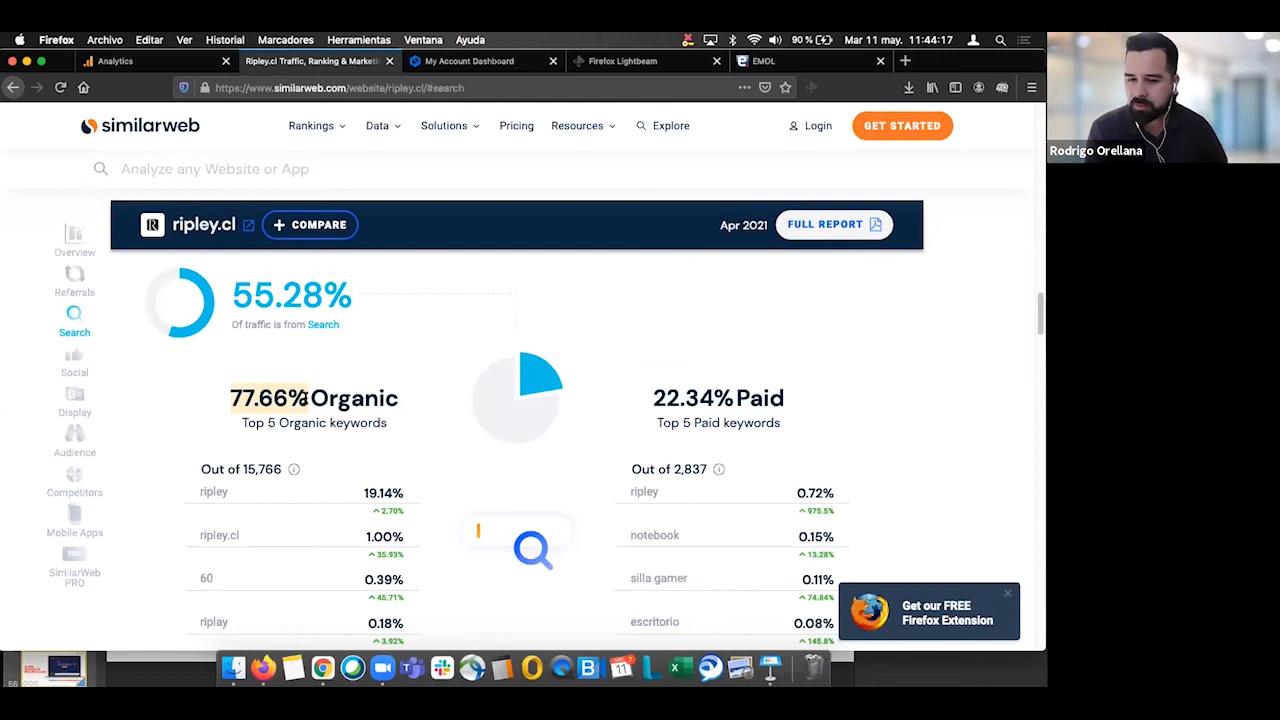 Firefox Archivo Editar Ver Historial Marcadores Herramientas Ventana Ayuda 90 % Mar 11 may. 11:44:17
Analytics Ripley.cl Traffic, Ranking & Marketin My Account Dashboard Firefox Lightbeam EMOL
https://www.similarweb.com/website/ripley.cl/#search
similarweb Rankings Data Solutions Pricing Resources Explore Login GET STARTED
Rodrigo Orellana
Analyze any Website or App
ripley.cl + COMPARE Apr 2021 FULL REPORT
Overview
Referrals
Search
Social
Display
Audience
Competitors
Mobile Apps
PRO
SimilarWeb
PRO
55.28%
Of traffic is from Search
77.66% Organic
Top 5 Organic keywords
Out of 15,766
ripley 19.14%
2.70%
ripley.cl 1.00%
35.93%
60 0.39%
45.71%
riplay 0.18%
3.92%
22.34% Paid
Top 5 Paid keywords
Out of 2,837
ripley 0.72%
975.5%
notebook 0.15%
13.28%
silla gamer 0.11%
74.84%
escritorio 0.08%
145.8%
Get our FREE
Firefox Extension
56
11